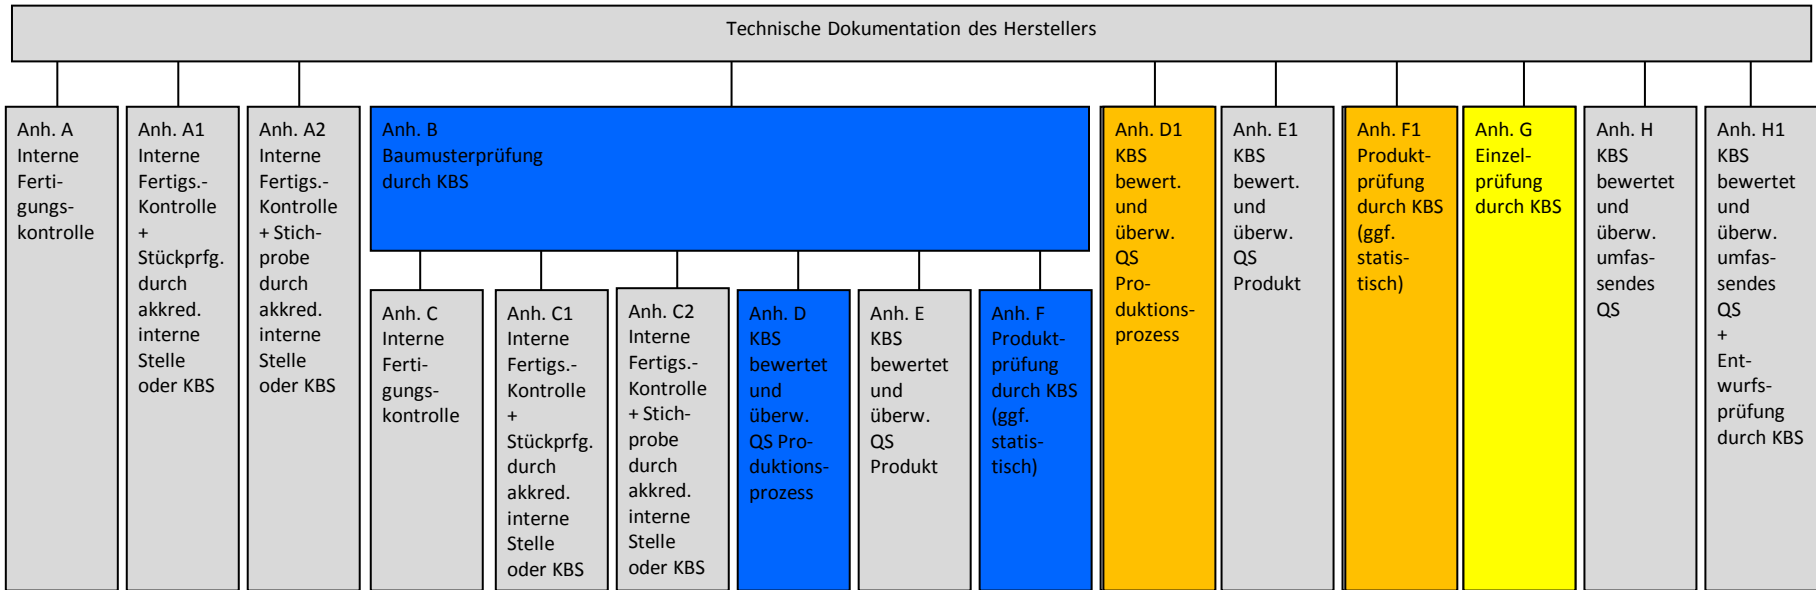 Technische Dokumentation des Herstellers
Anh. A
Interne
Ferti-
gungs-
kontrolle
Anh. A1
Interne
Fertigs.-
Kontrolle
+
Stückprfg.
durch
akkred.
interne
Stelle
oder KBS
Anh. A2
Interne
Fertigs.-
Kontrolle
+ Stich-
probe
durch
akkred.
interne
Stelle
oder KBS
Anh. B
Baumusterprüfung
durch KBS
Anh. C
Interne
Ferti-
gungs-
kontrolle
Anh. C1
Interne
Fertigs.-
Kontrolle
+
Stückprfg.
durch
akkred.
interne
Stelle
oder KBS
Anh. C2
Interne
Fertigs.-
Kontrolle
+ Stich-
probe
durch
akkred.
interne
Stelle
oder KBS
Anh. D
KBS
bewertet
und
überw.
QS Pro-
duktions-
prozess
Anh. E
KBS
bewertet
und
überw.
QS
Produkt
Anh. F
Produkt-
prüfung
durch KBS
(ggf.
statis-
tisch)
Anh. D1
KBS
bewert.
und
überw.
QS
Pro-
duktions-
prozess
Anh. E1
KBS
bewert.
und
überw.
QS
Produkt
Anh. F1
Produkt-
prüfung
durch KBS
(ggf.
statis-
tisch)
Anh. G
Einzel-
prüfung
durch KBS
Anh. H
KBS
bewertet
und
überw.
umfas-
sendes
QS
Anh. H1
KBS
bewertet
und
überw.
umfas-
sendes
QS
+
Ent-
wurfs-
prüfung
durch KBS